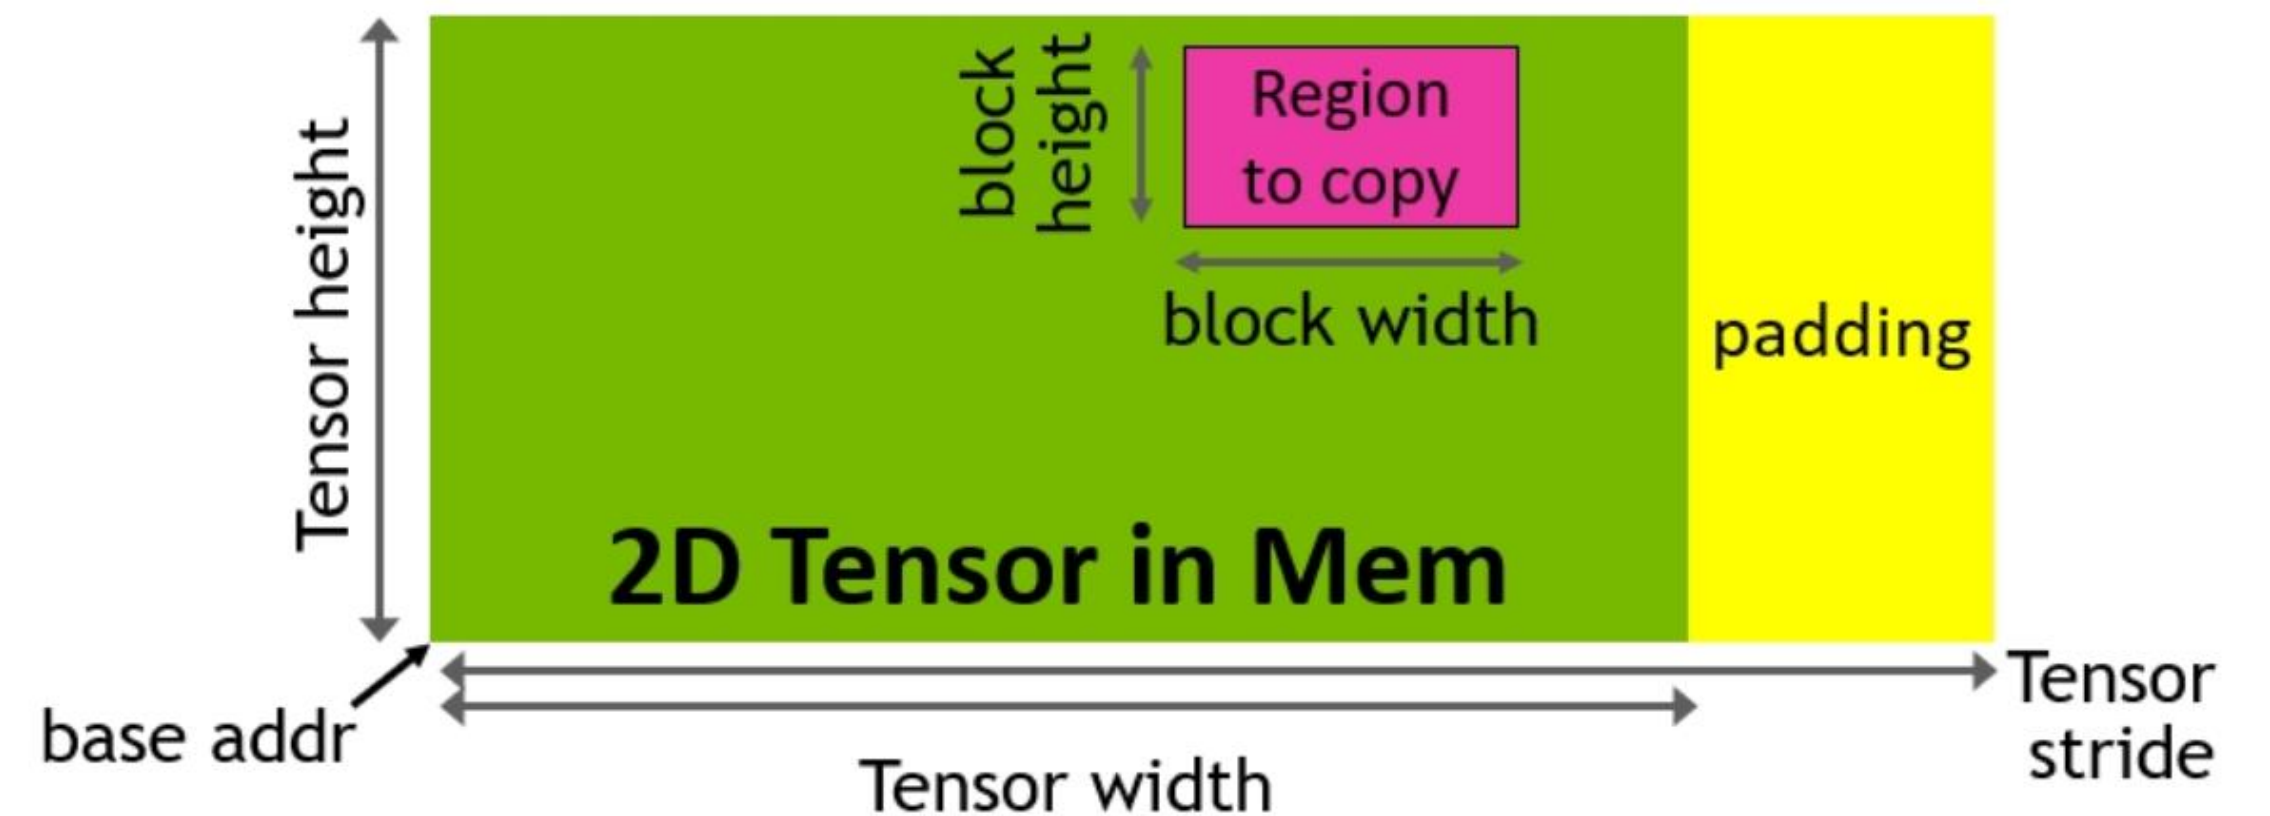 Tensor height
block
height
Region
to copy
block width
padding
2D Tensor in Mem
base addr
Tensor
stride
Tensor width